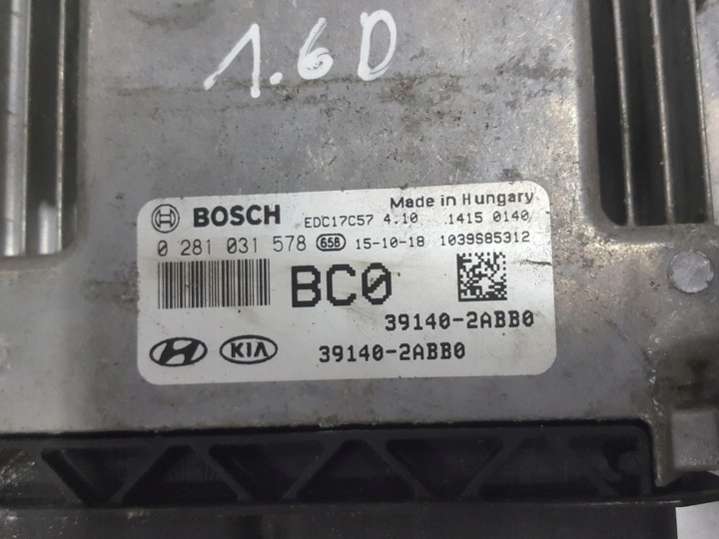 1.6D
BOSCH
Made in Hungary
EDC17C57 4.10 .1415 0140
0 281 031 578 658 15-10-18 1039S85312
BC0
39140-2ABB0
KIA 39140-2ABB0